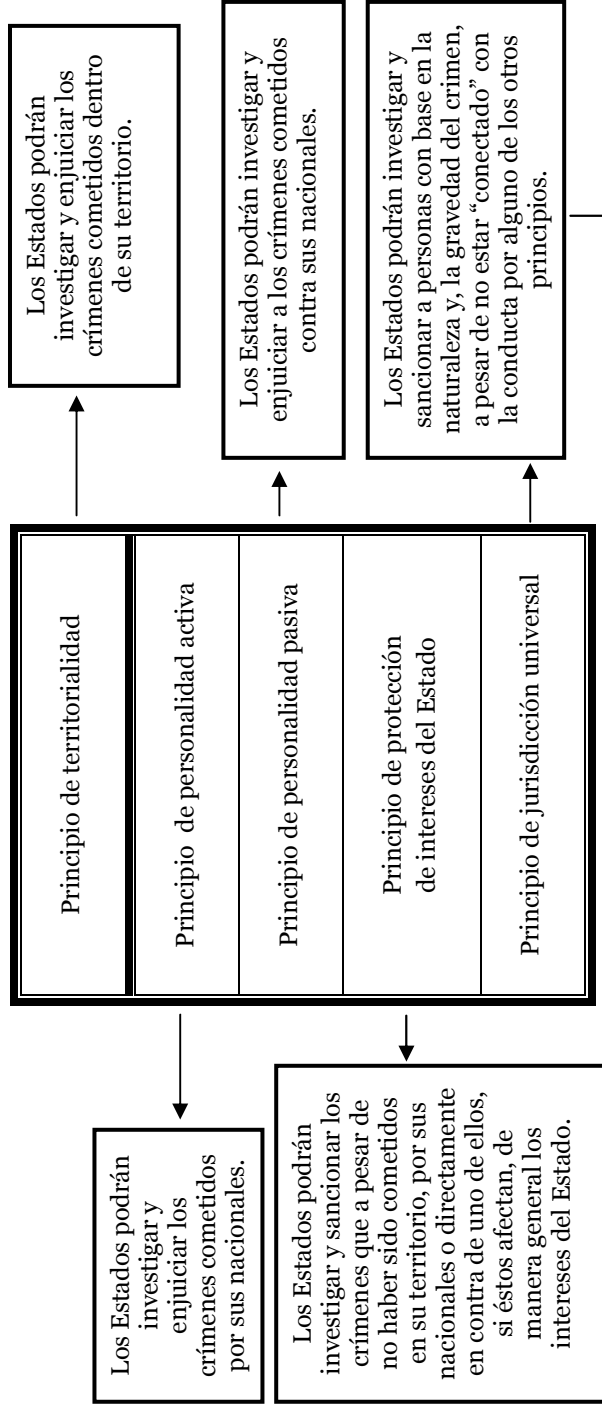 Los Estados podrán
investigar y
enjuiciar los
crímenes cometidos
por sus nacionales.
Los Estados podrán
investigar y sancionar los
crímenes que a pesar de
no haber sido cometidos
en su territorio, por sus
nacionales o directamente
en contra de uno de ellos,
si éstos afectan, de
manera general los
intereses del Estado.
Principio de territorialidad
Principio de personalidad activa
Principio de personalidad pasiva
Principio de protección
de intereses del Estado
Principio de jurisdicción universal
Los Estados podrán
investigar y enjuiciar los
crímenes cometidos dentro
de su territorio.
Los Estados podrán investigar y
enjuiciar a los crímenes cometidos
contra sus nacionales.
Los Estados podrán investigar y
sancionar a personas con base en la
naturaleza y, la gravedad del crimen,
a pesar de no estar “conectado” con
la conducta por alguno de los otros
principios.